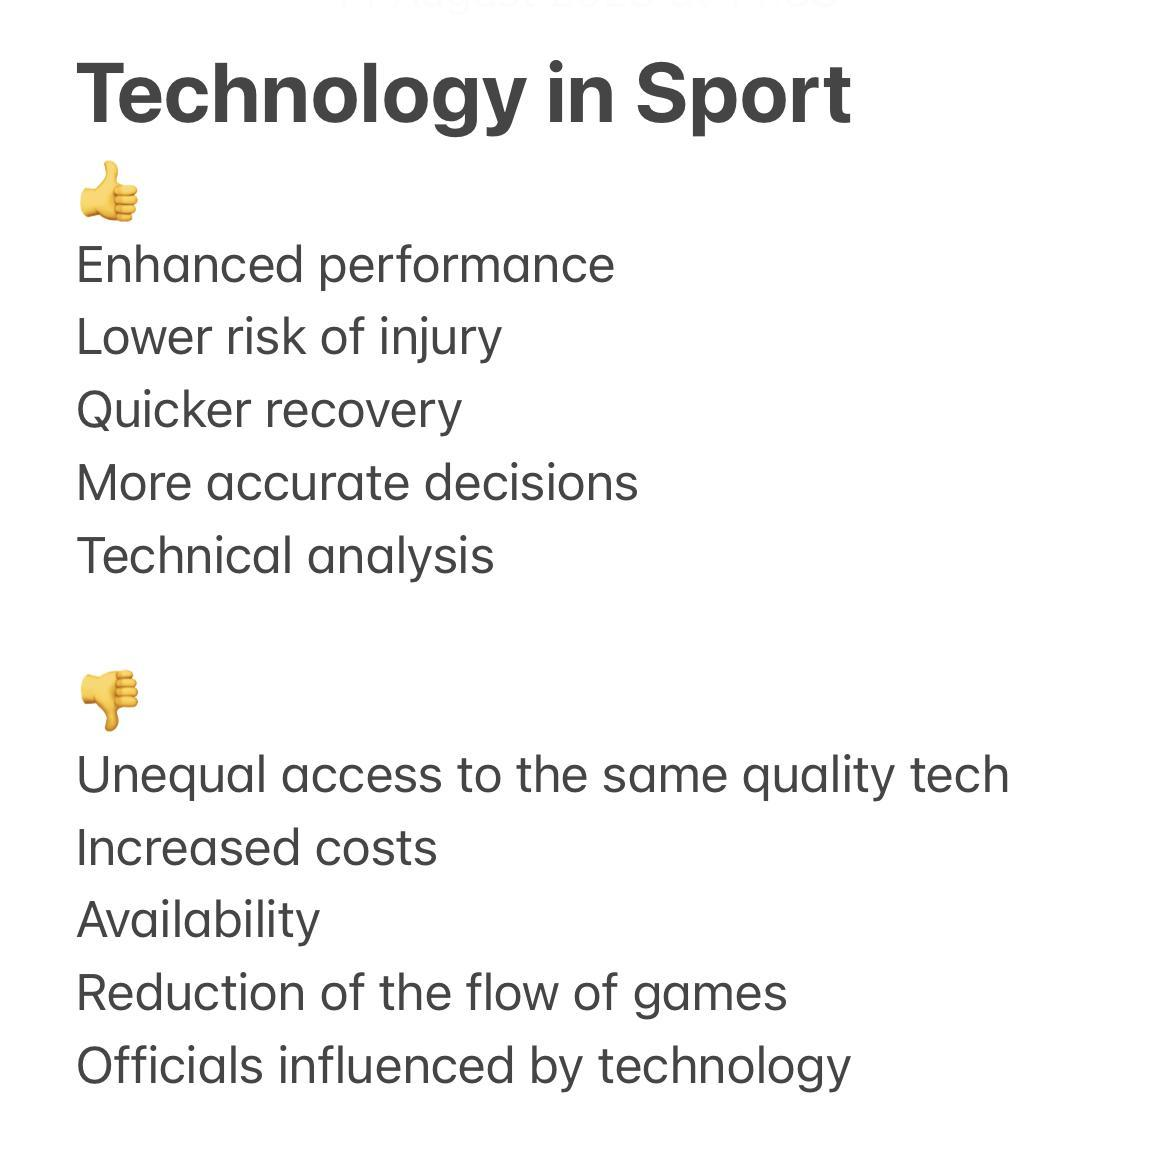 Technology in Sport
👍
Enhanced performance
Lower risk of injury
Quicker recovery
More accurate decisions
Technical analysis
👎
Unequal access to the same quality tech
Increased costs
Availability
Reduction of the flow of games
Officials influenced by technology